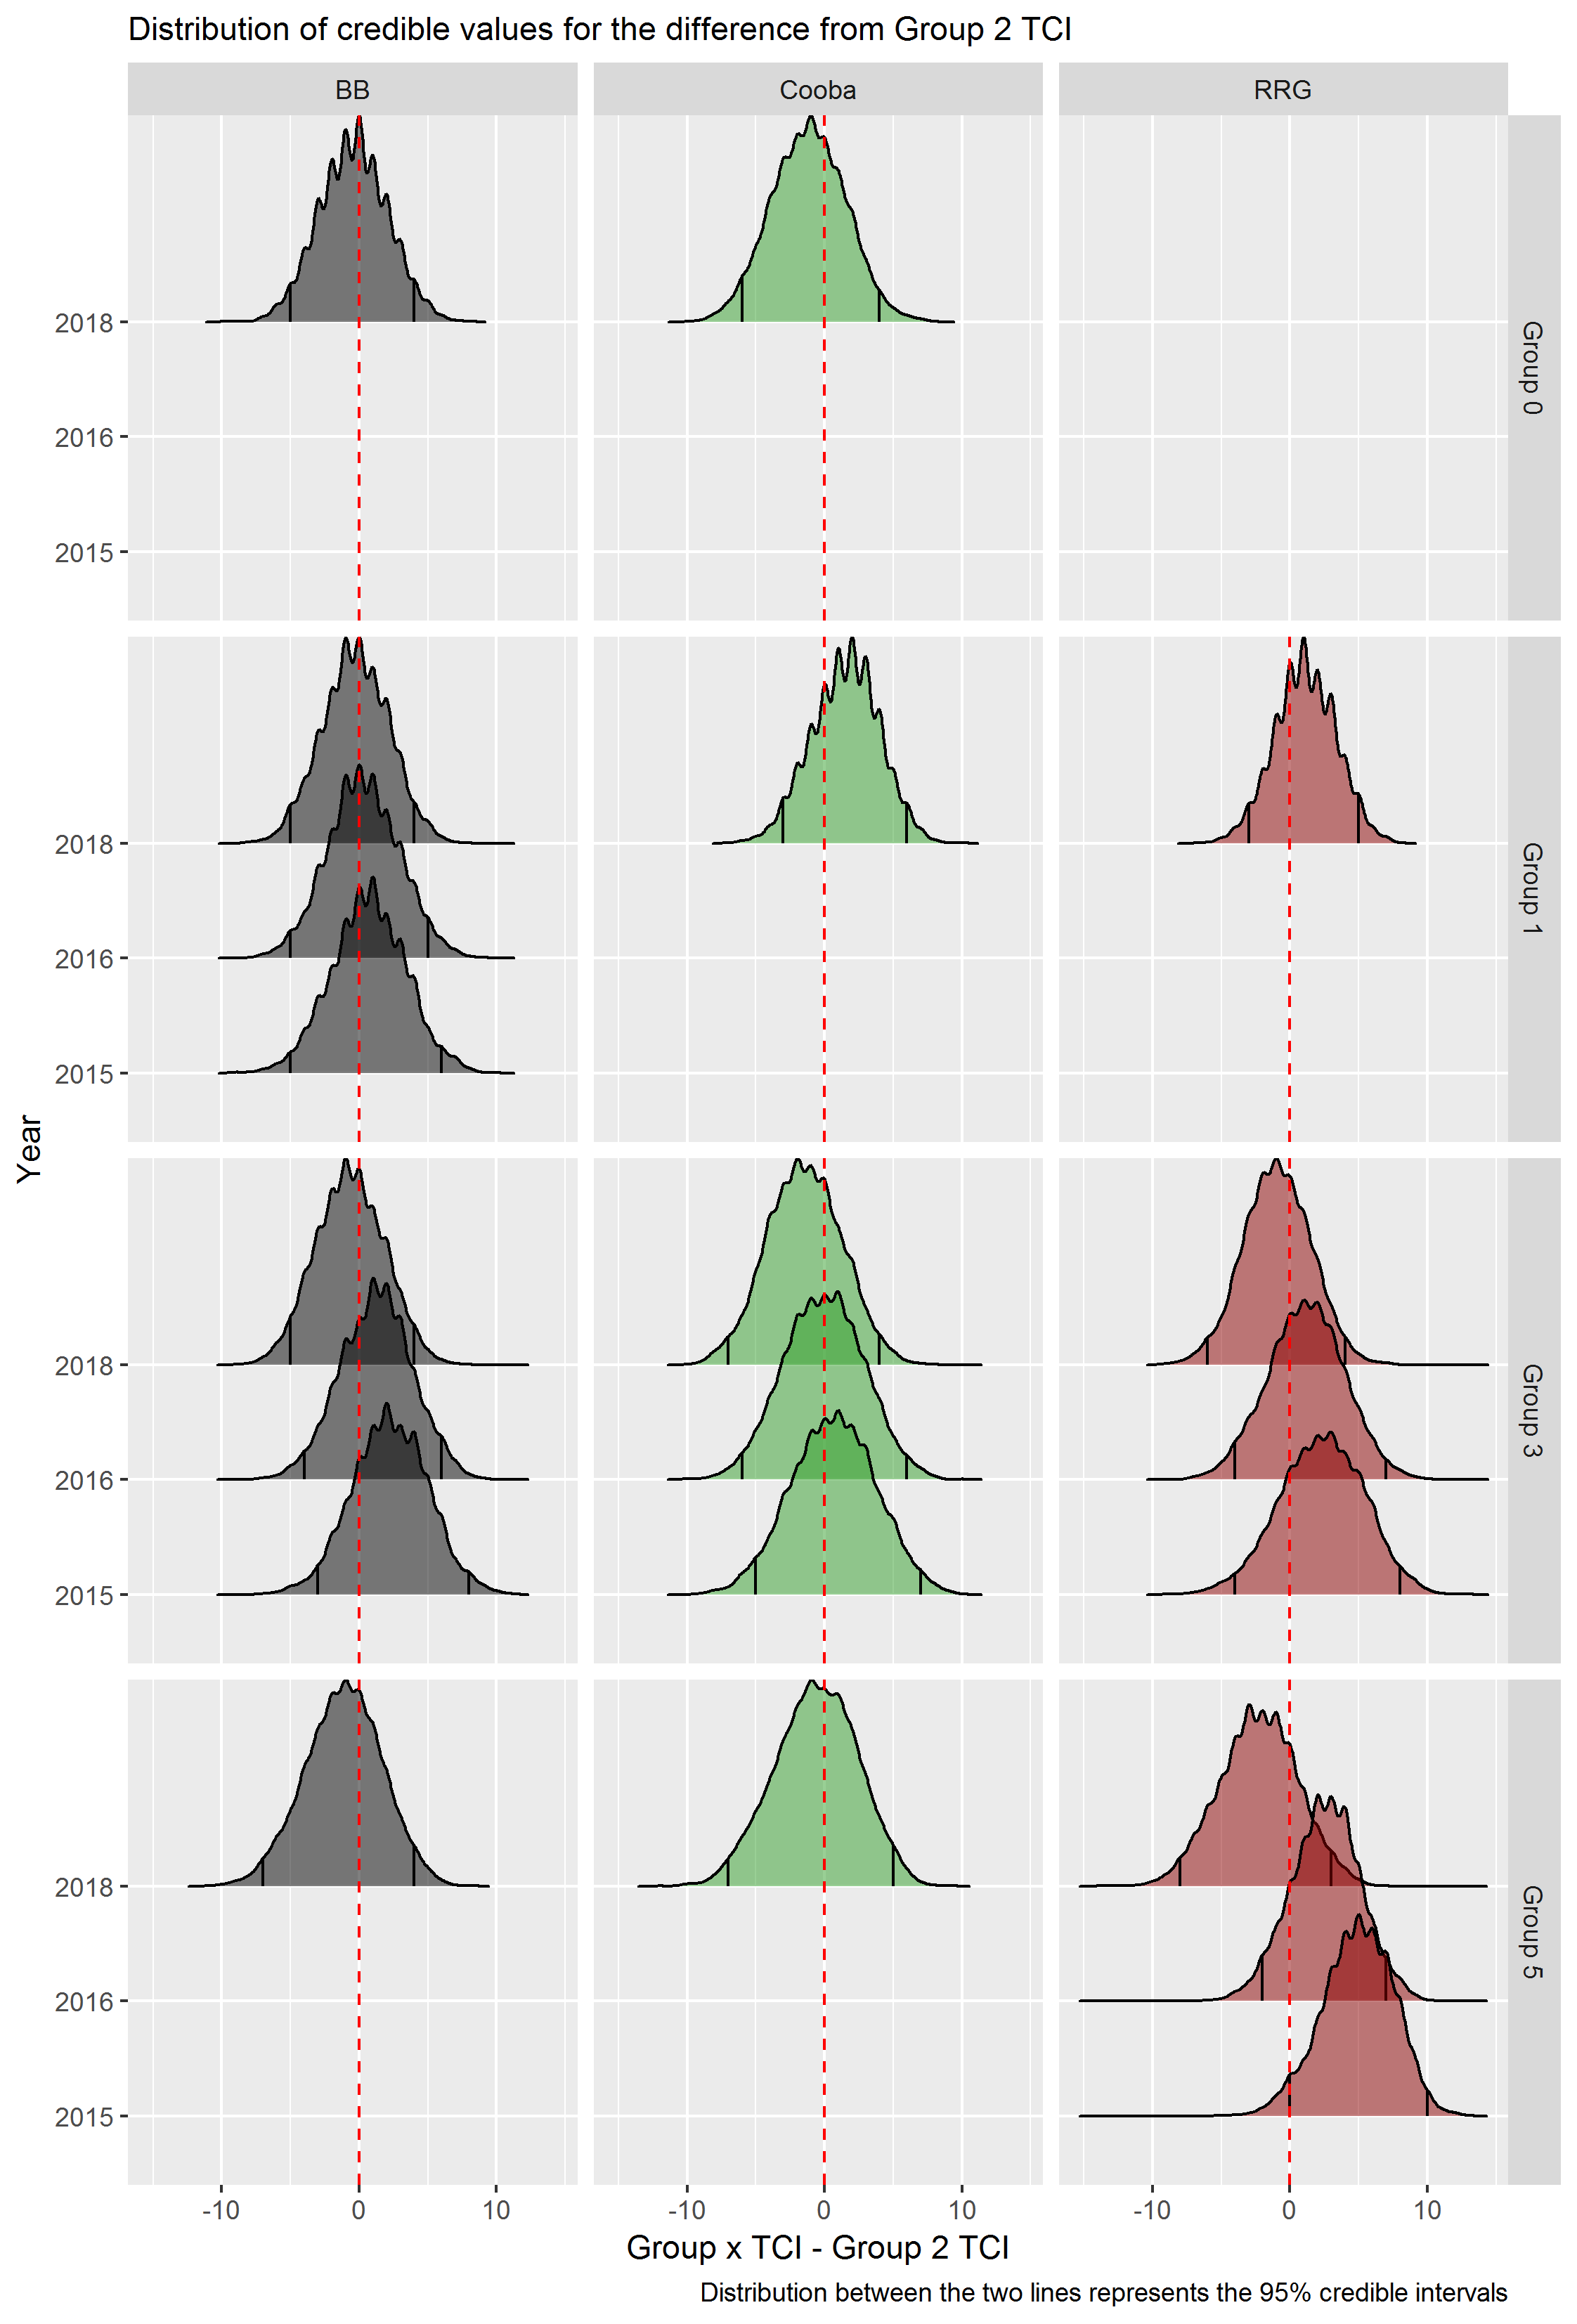 Distribution of credible values for the difference from Group 2 TCI
BB
Cooba
RRG
2018
2016
2015
Group 0
2018
2016
2015
Group 1
Year
2018
2016
2015
Group 3
2018
2016
2015
Group 5
-10 0 10
-10 0 10
-10 0 10
Group x TCI - Group 2 TCI
Distribution between the two lines represents the 95% credible intervals